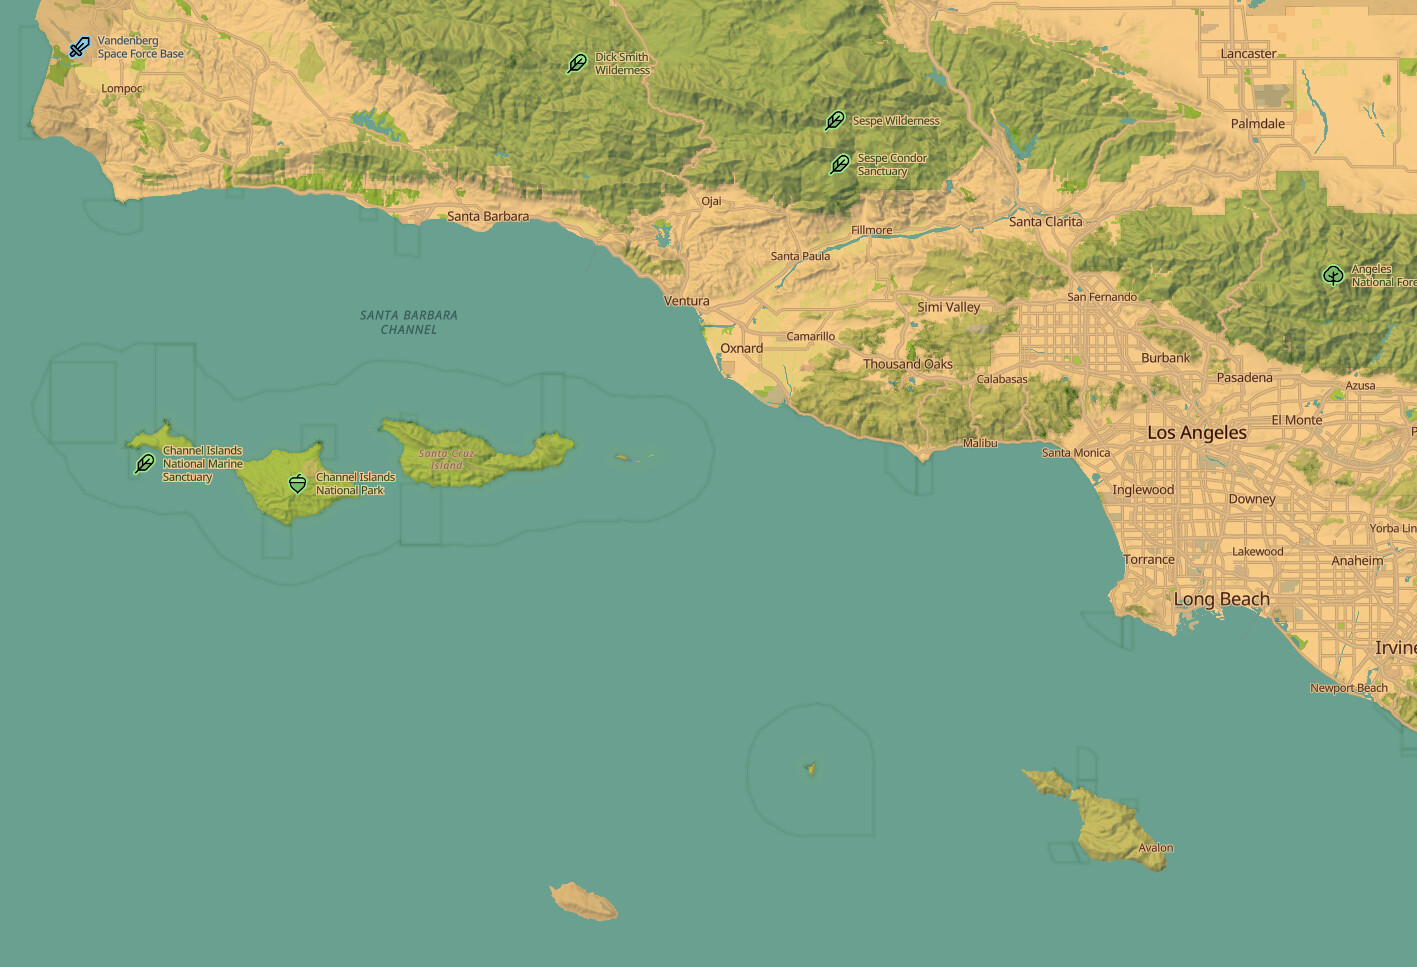 Vandenberg
Space Force Base
Lompoc
Dick Smith
Wilderness
Sespe Wilderness
Sespe Condor
Sanctuary
Lancaster
Palmdale
Ojai
Santa Barbara
Fillmore
Santa Clarita
Santa Paula
Angeles
National Fore
Ventura
San Fernando
Simi Valley
SANTA BARBARA
CHANNEL
Camarillo
Oxnard
Thousand Oaks
Burbank
Calabasas
Pasadena
Azusa
El Monte
Los Angeles
P
Malibu
Santa Monica
Channel Islands
National Marine
Sanctuary
Santa Cruz
Island
Channel Islands
National Park
Inglewood
Downey
Yorba Lin
Lakewood
Torrance
Anaheim
Long Beach
Irvine
Newport Beach
Avalon